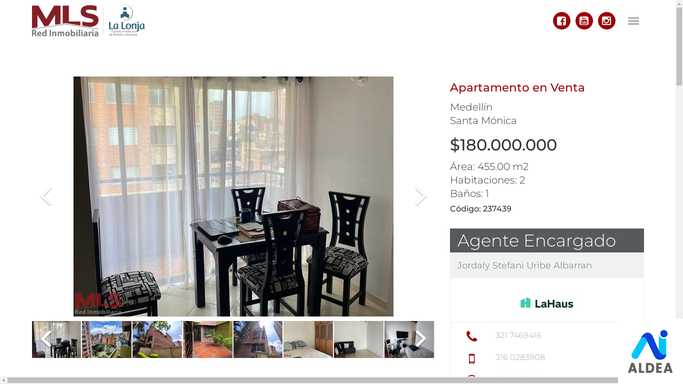 MLS
Red Inmobiliaria
La Lonja
Apartamento en Venta
Medellín
Santa Mónica
$180.000.000
Área: 455.00 m2
Habitaciones: 2
Baños: 1
Código: 237439
MLS
Red Inmobiliaria
Agente Encargado
Jordaly Stefani Uribe Albarran
LaHaus
321 7469416
316 0283908
ALDEA